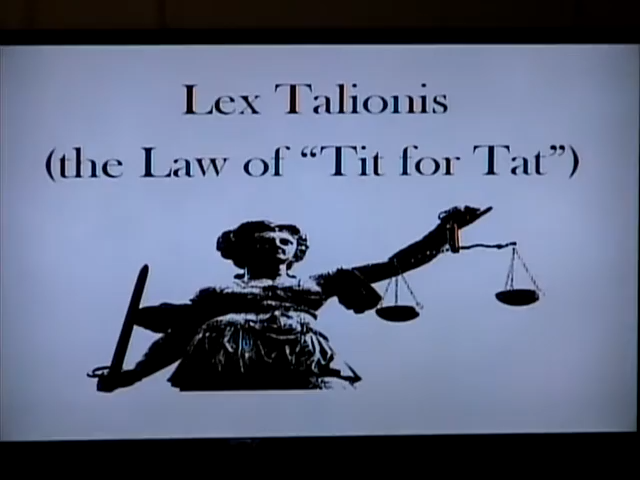 Lex Talionis
(the Law of “Tit for Tat”)